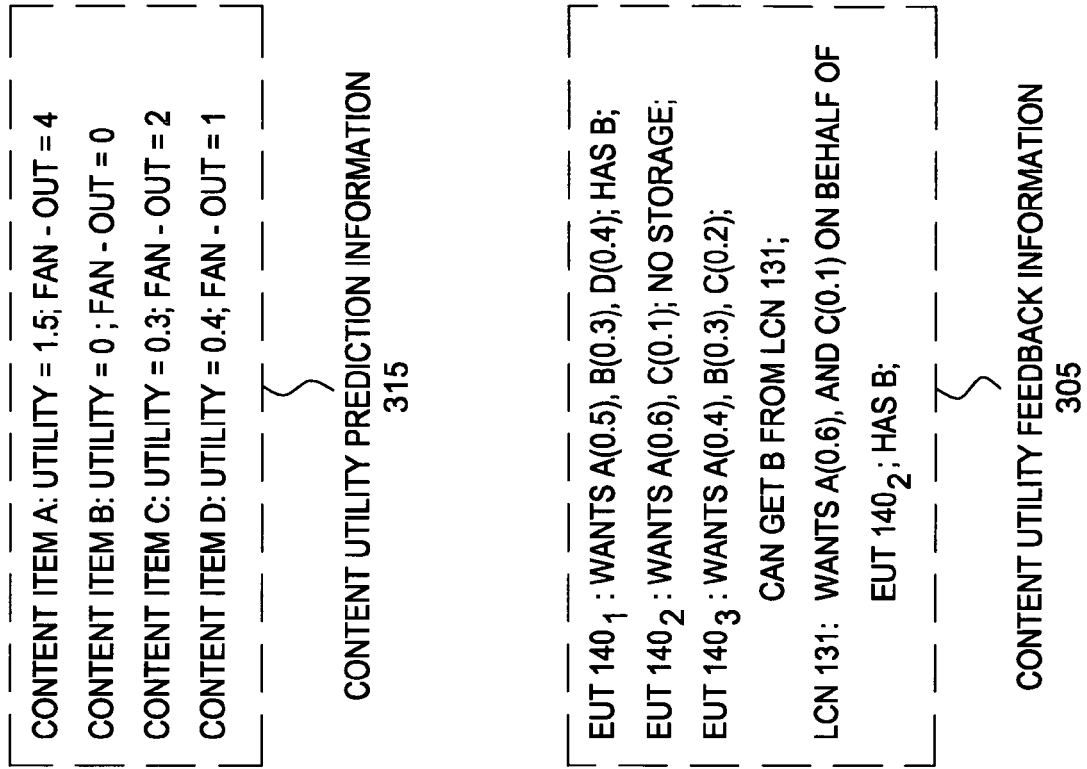 CONTENT ITEM A: UTILITY = 1.5; FAN - OUT = 4
CONTENT ITEM B: UTILITY = 0 ; FAN - OUT = 0
CONTENT ITEM C: UTILITY = 0.3; FAN - OUT = 2
CONTENT ITEM D: UTILITY = 0.4; FAN - OUT = 1
CONTENT UTILITY PREDICTION INFORMATION
315
EUT 140₁ : WANTS A(0.5), B(0.3), D(0.4); HAS B;
EUT 140₂ : WANTS A(0.6), C(0.1); NO STORAGE;
EUT 140₃ : WANTS A(0.4), B(0.3), C(0.2);
CAN GET B FROM LCN 131;
LCN 131: WANTS A(0.6), AND C(0.1) ON BEHALF OF
EUT 140₂; HAS B;
CONTENT UTILITY FEEDBACK INFORMATION
305